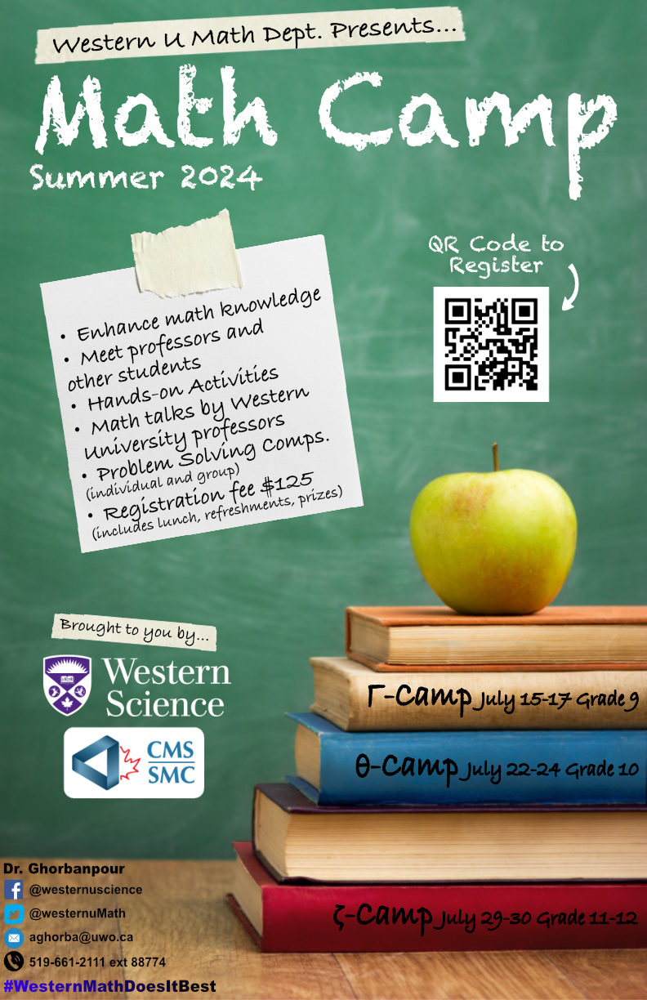 Western U Math Dept. Presents...
Math Camp
Summer 2024
QR Code to
Register
• Enhance math knowledge
• Meet professors and
other students
• Hands-on Activities
• Math talks by Western
University professors
• Problem Solving Comps.
(individual and group)
• Registration fee $125
(includes lunch, refreshments, prizes)
Brought to you by...
Western
Science
CMS
SMC
Γ-Camp July 15-17 Grade 9
θ-Camp July 22-24 Grade 10
ζ-Camp July 29-30 Grade 11-12
Dr. Ghorbanpour
@westernuscience
@westernuMath
aghorba@uwo.ca
519-661-2111 ext 88774
#WesternMathDoesItBest